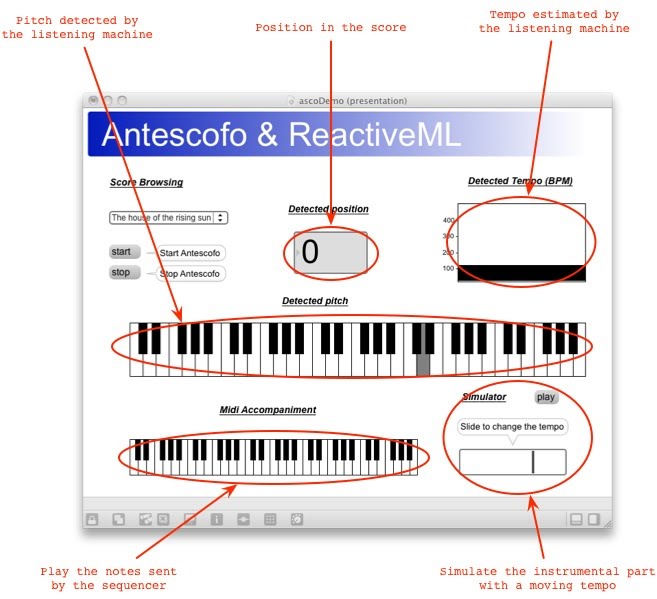 Pitch detected by
the listening machine
Position in the score
Tempo estimated by
the listening machine
ascoDemo (presentation)
Antescofo & ReactiveML
Score Browsing
The house of the rising sun
start
Start Antescofo
stop
Stop Antescofo
Detected position
0
Detected Tempo (BPM)
400
300
200
100
Detected pitch
Midi Accompaniment
Simulator
play
Slide to change the tempo
Play the notes sent
by the sequencer
Simulate the instrumental part
with a moving tempo